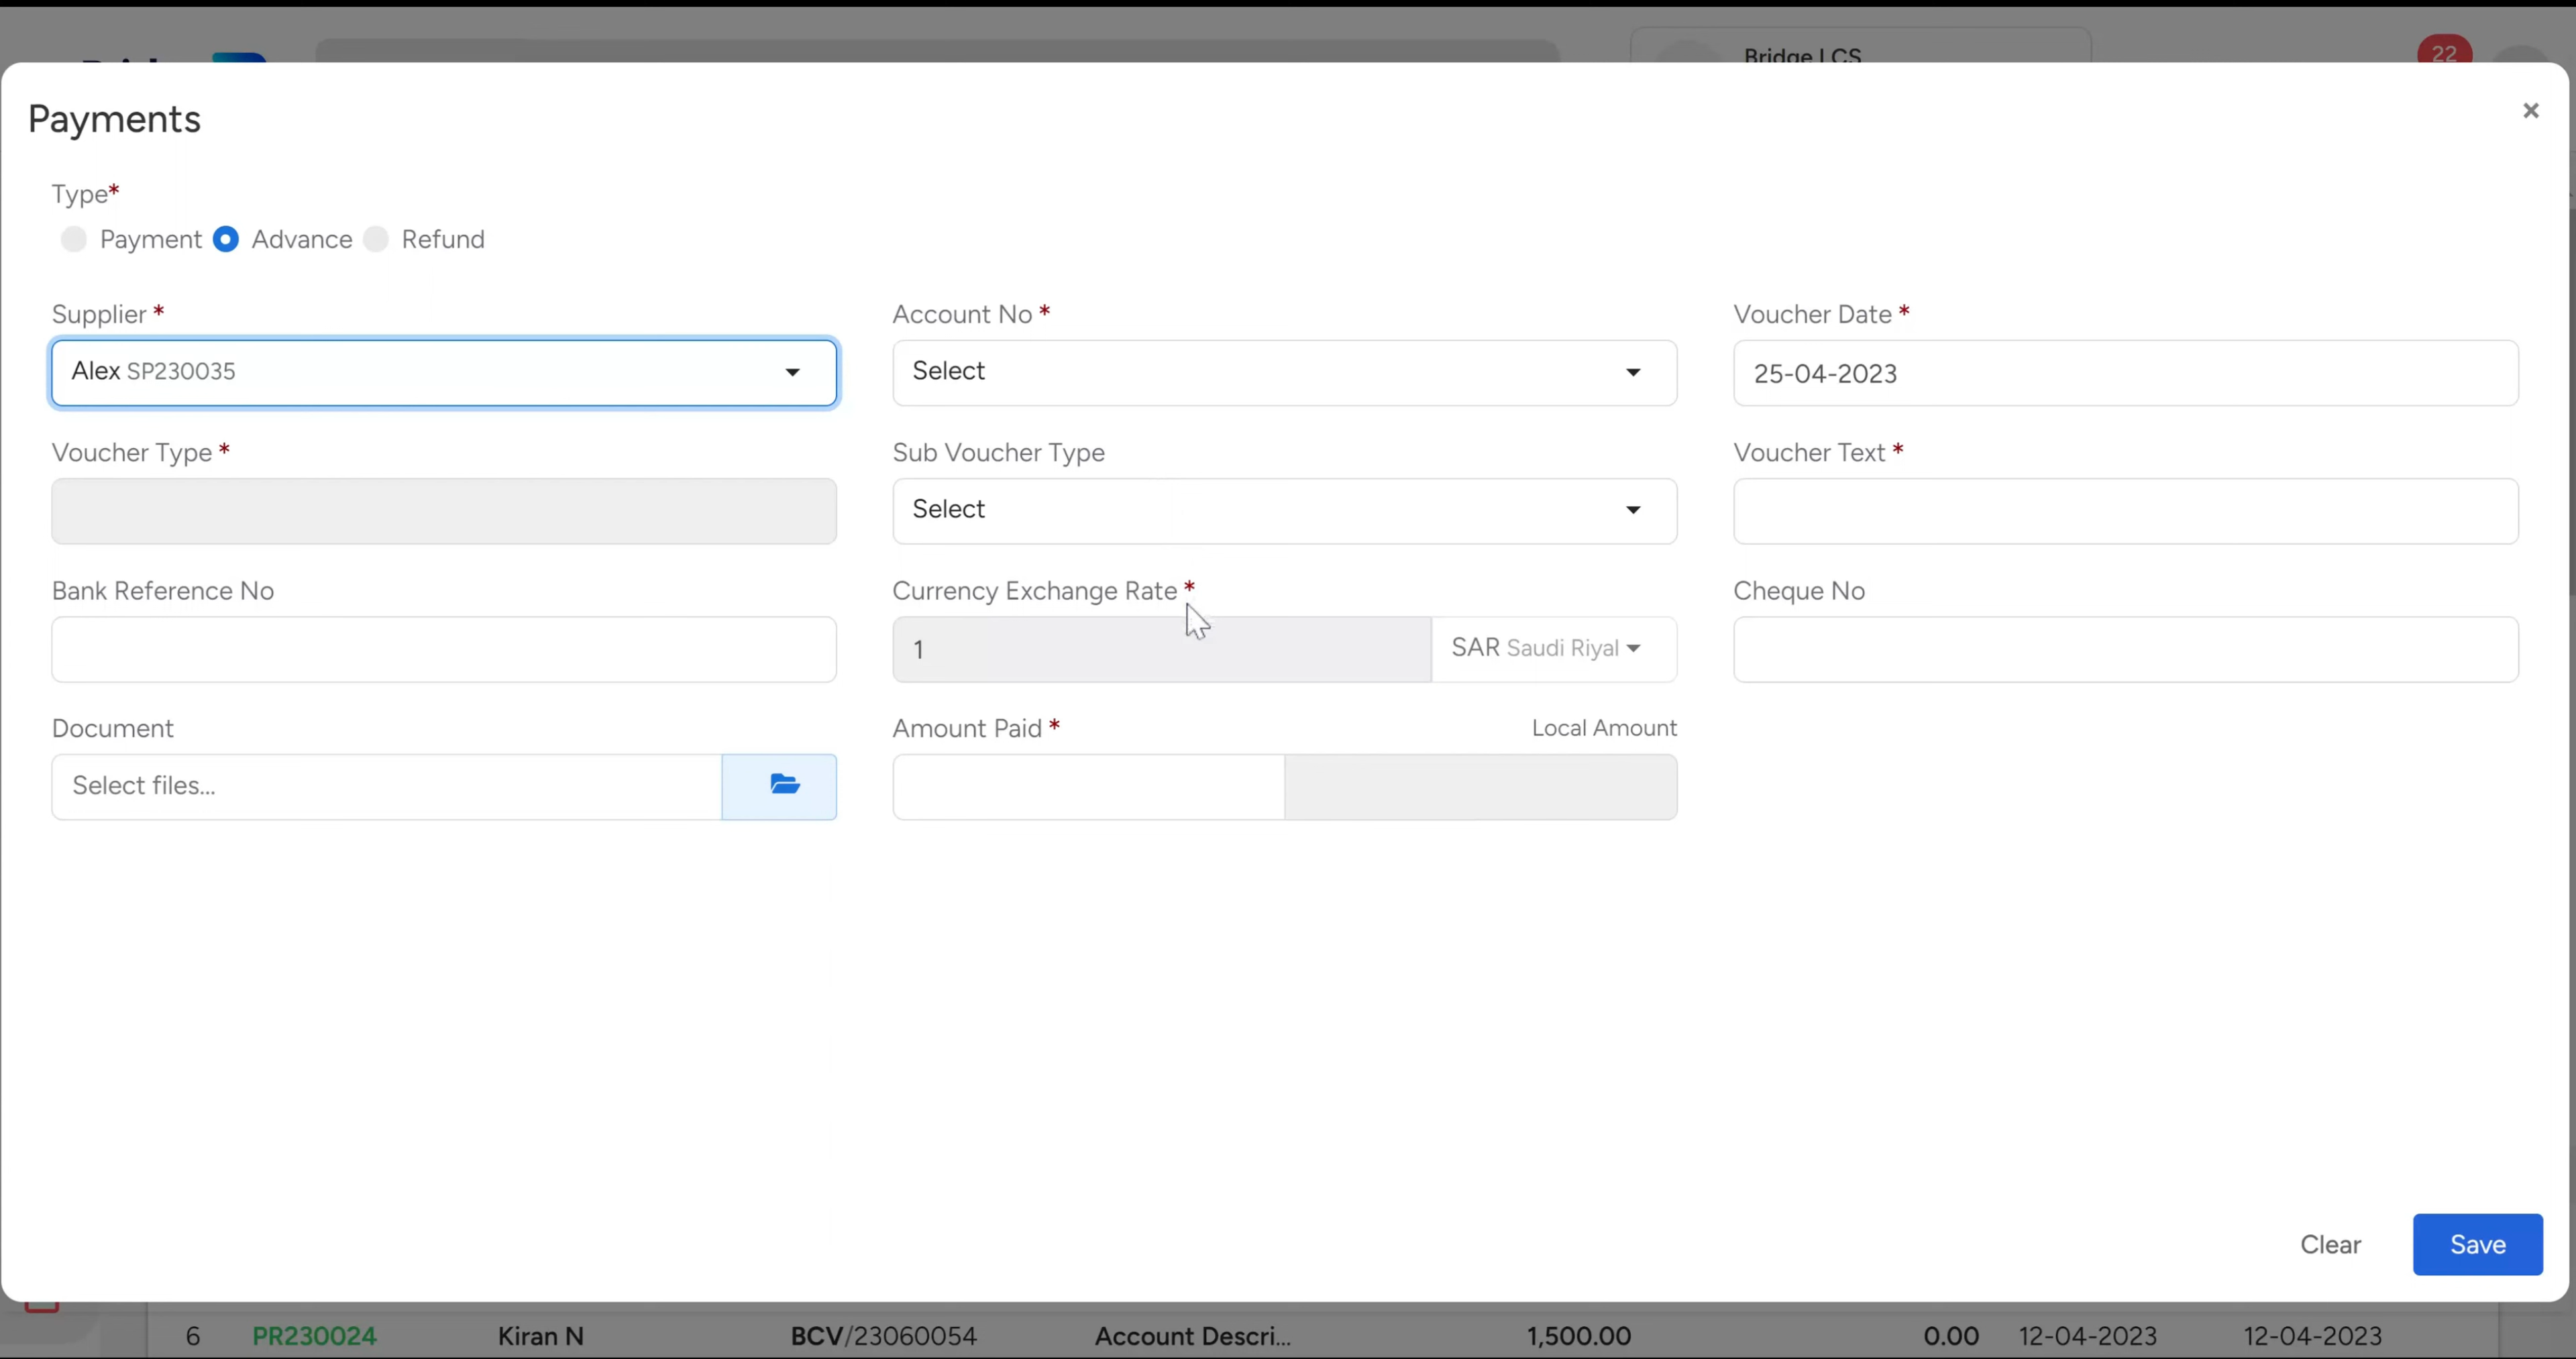 Bridge LCS
22
Payments
×
Type*
Payment Advance Refund
Supplier * Account No * Voucher Date *
Alex SP230035 Select 25-04-2023
Voucher Type * Sub Voucher Type Voucher Text *
Select
Bank Reference No Currency Exchange Rate * Cheque No
1 SAR Saudi Riyal
Document Amount Paid * Local Amount
Select files...
Clear Save
6 PR230024 Kiran N BCV/23060054 Account Descri... 1,500.00 0.00 12-04-2023 12-04-2023